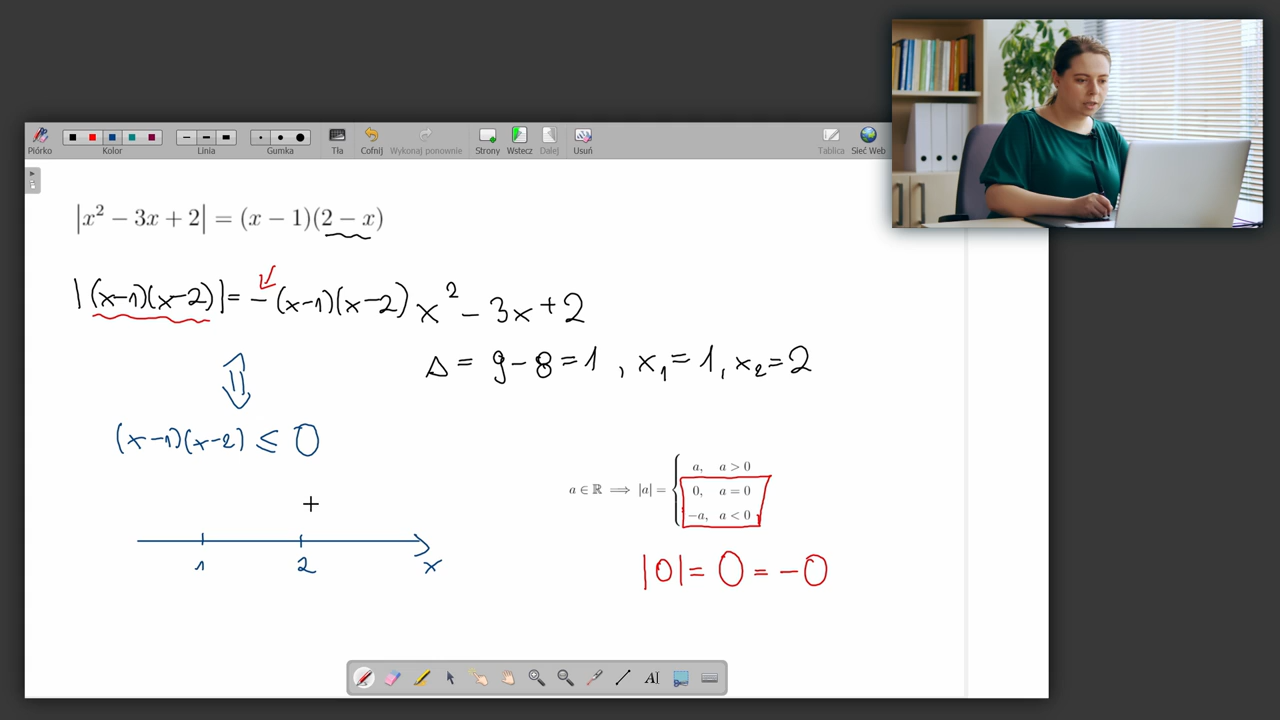 Piórko Kolor Linia Gumka Tła Cofnij Wykonaj ponownie Strony Wstecz Dalej Usuń Tablica Sieć Web
|x² − 3x + 2| = (x − 1)(2 − x)
|(x−1)(x−2)| = −(x−1)(x−2) x² − 3x + 2
Δ = 9 − 8 = 1 , x₁ = 1, x₂ = 2
⇕
(x−1)(x−2) ≤ 0
a, a > 0
a ∈ ℝ ⟹ |a| = { 0, a = 0
−a, a < 0
1 2 x
|0| = 0 = −0
AI